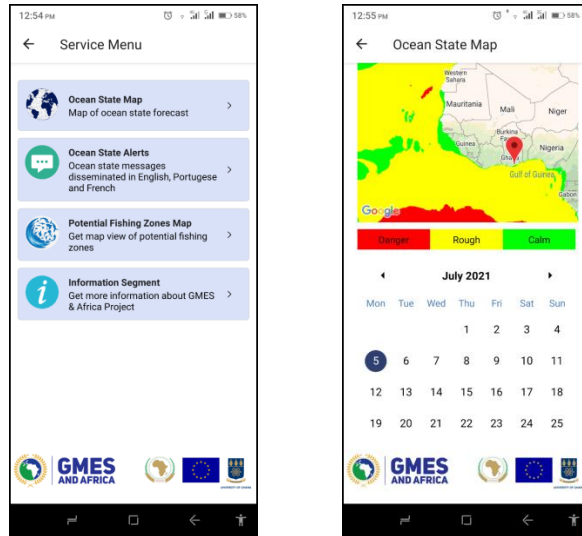 12:54 PM
58%
Service Menu
Ocean State Map
Map of ocean state forecast
Ocean State Alerts
Ocean state messages
disseminated in English, Portugese
and French
Potential Fishing Zones Map
Get map view of potential fishing
zones
Information Segment
Get more information about GMES
& Africa Project
GMES
AND AFRICA
UNIVERSITY OF GHANA
12:55 PM
58%
Ocean State Map
Western
Sahara
Mauritania
Mali
Niger
Burkina
Guinea
Nigeria
Gulf of Guinea
Gabon
Google
Danger
Rough
Calm
July 2021
Mon Tue Wed Thu Fri Sat Sun
1 2 3 4
5 6 7 8 9 10 11
12 13 14 15 16 17 18
19 20 21 22 23 24 25
GMES
AND AFRICA
UNIVERSITY OF GHANA